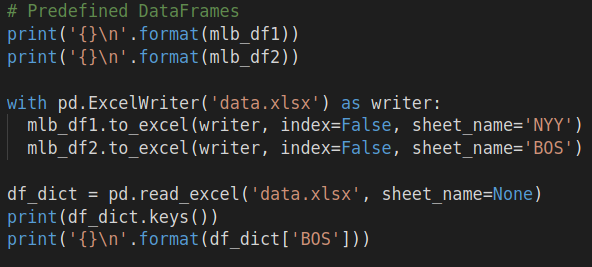 # Predefined DataFrames
print('{}\n'.format(mlb_df1))
print('{}\n'.format(mlb_df2))

with pd.ExcelWriter('data.xlsx') as writer:
  mlb_df1.to_excel(writer, index=False, sheet_name='NYY')
  mlb_df2.to_excel(writer, index=False, sheet_name='BOS')

df_dict = pd.read_excel('data.xlsx', sheet_name=None)
print(df_dict.keys())
print('{}\n'.format(df_dict['BOS']))